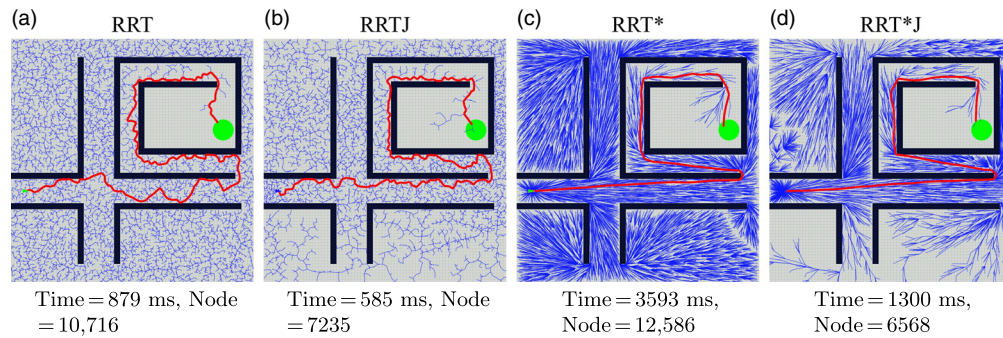 (a) RRT
(b) RRTJ
(c) RRT*
(d) RRT*J
Time = 879 ms, Node
= 10,716
Time = 585 ms, Node
= 7235
Time = 3593 ms,
Node = 12,586
Time = 1300 ms,
Node = 6568